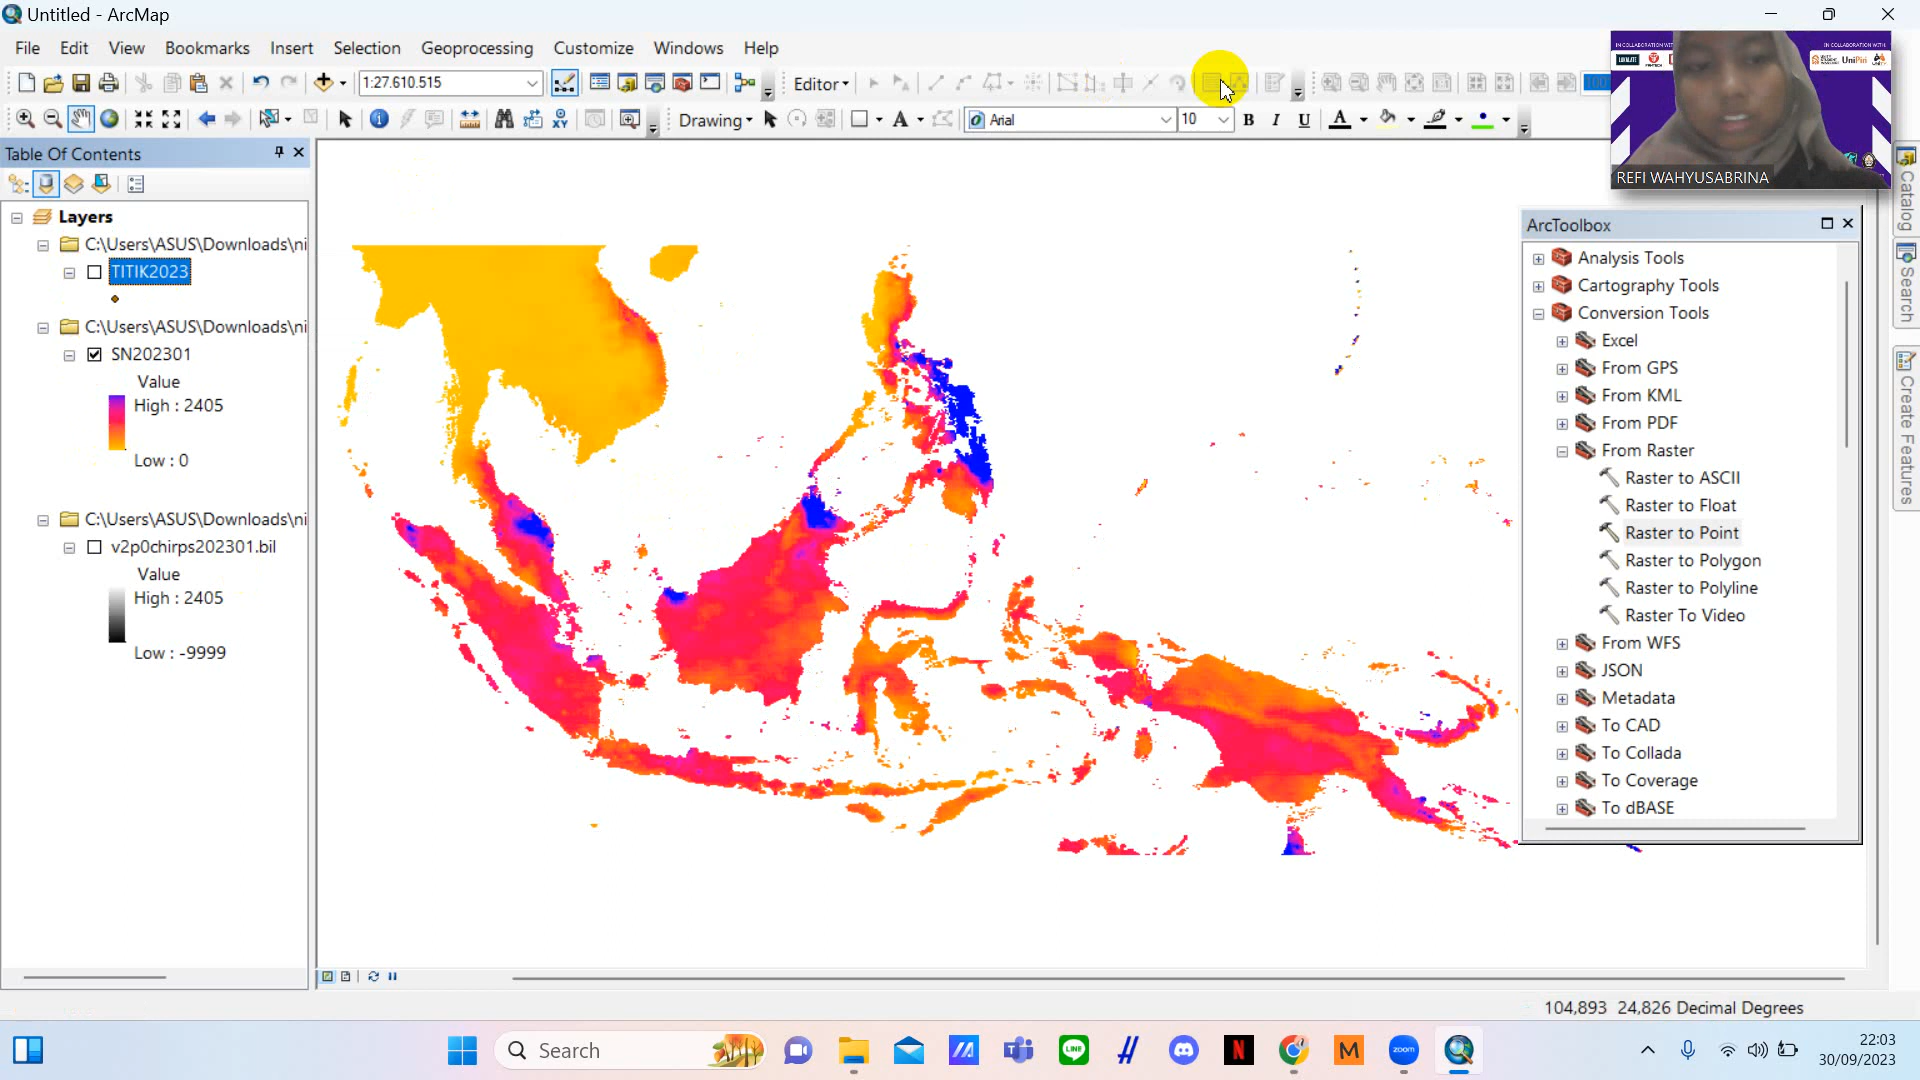 Untitled - ArcMap
File Edit View Bookmarks Insert Selection Geoprocessing Customize Windows Help
1:27.610.515
Editor
Drawing
Arial
10
B I U A
IN COLLABORATION WITH
UniPin
REFI WAHYUSABRINA
Table Of Contents
Layers
C:\Users\ASUS\Downloads\ni
TITIK2023
C:\Users\ASUS\Downloads\ni
SN202301
Value
High : 2405
Low : 0
C:\Users\ASUS\Downloads\ni
v2p0chirps202301.bil
Value
High : 2405
Low : -9999
ArcToolbox
Analysis Tools
Cartography Tools
Conversion Tools
Excel
From GPS
From KML
From PDF
From Raster
Raster to ASCII
Raster to Float
Raster to Point
Raster to Polygon
Raster to Polyline
Raster To Video
From WFS
JSON
Metadata
To CAD
To Collada
To Coverage
To dBASE
Catalog
Search
Create Features
104,893 24,826 Decimal Degrees
Search
LINE
N
M
zoom
22:03
30/09/2023